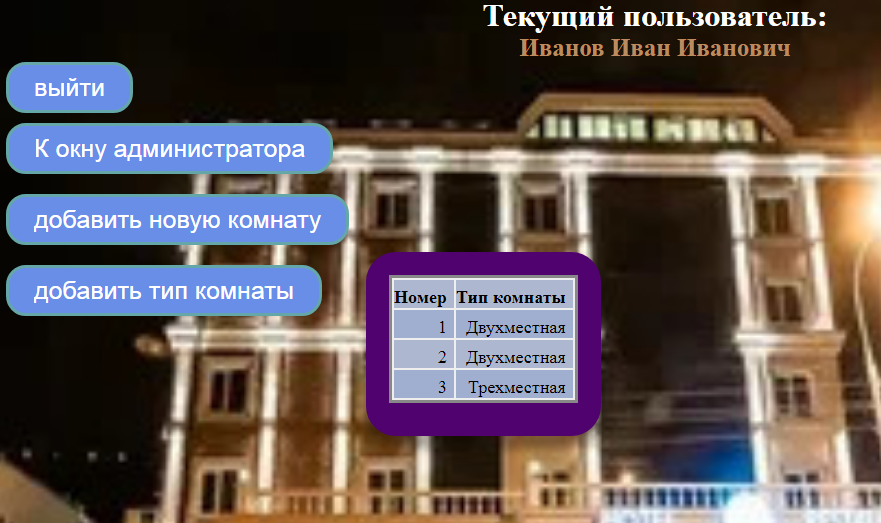 Текущий пользователь:
Иванов Иван Иванович
выйти
К окну администратора
добавить новую комнату
добавить тип комнаты
Номер Тип комнаты
1 Двухместная
2 Двухместная
3 Трехместная